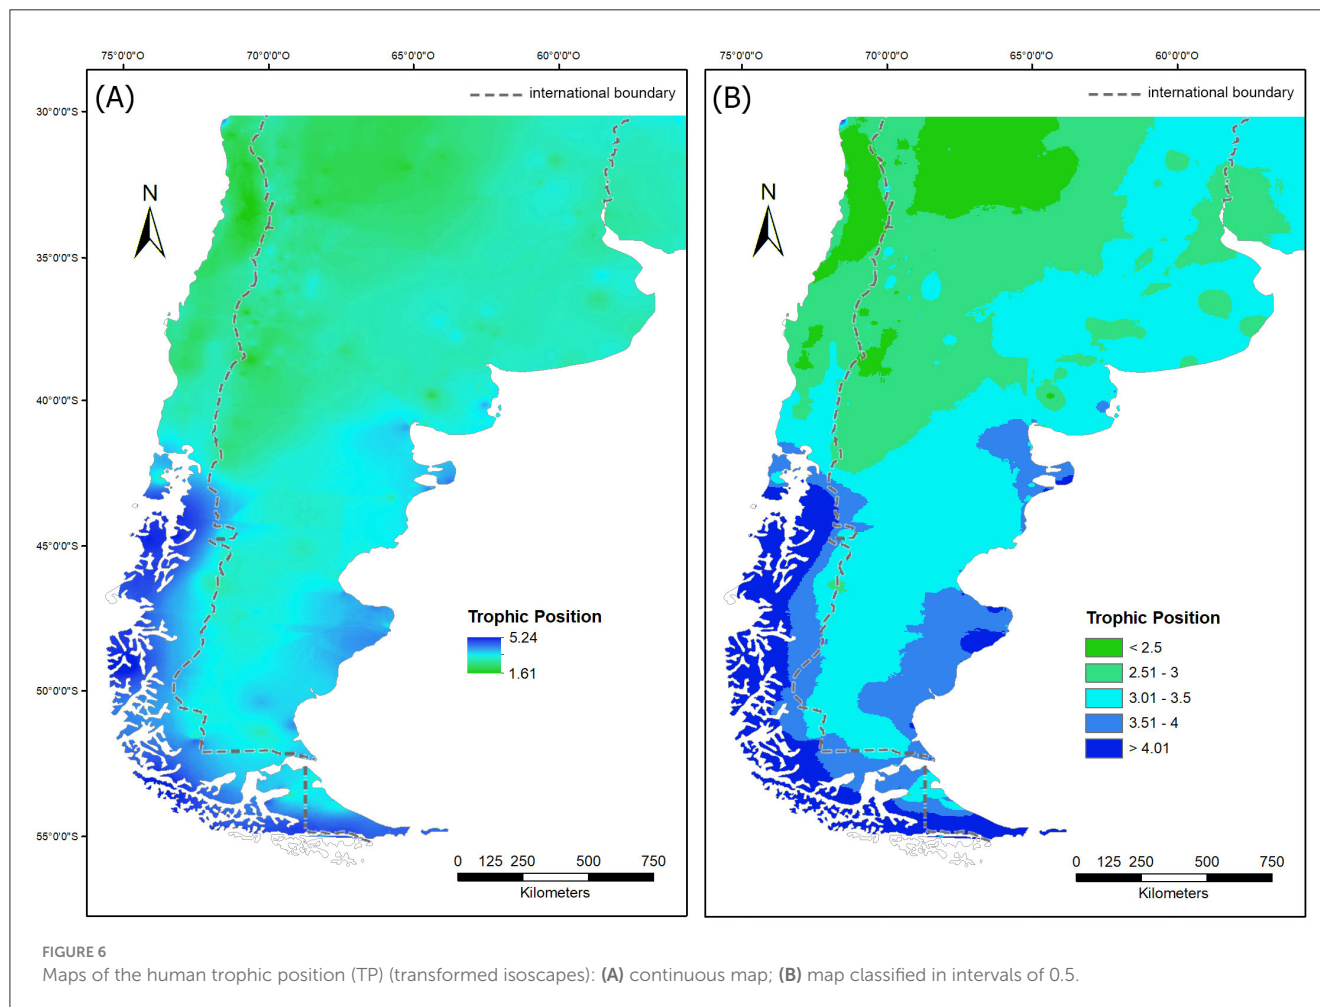 75°0'0"O 70°0'0"O 65°0'0"O 60°0'0"O
75°0'0"O 70°0'0"O 65°0'0"O 60°0'0"O
(A)
international boundary
(B)
international boundary
30°0'0"S
N
N
35°0'0"S
40°0'0"S
45°0'0"S
Trophic Position
5.24
1.61
Trophic Position
< 2.5
2.51 - 3
3.01 - 3.5
3.51 - 4
> 4.01
50°0'0"S
55°0'0"S
0 125 250 500 750
Kilometers
0 125 250 500 750
Kilometers
FIGURE 6
Maps of the human trophic position (TP) (transformed isoscapes): (A) continuous map; (B) map classified in intervals of 0.5.